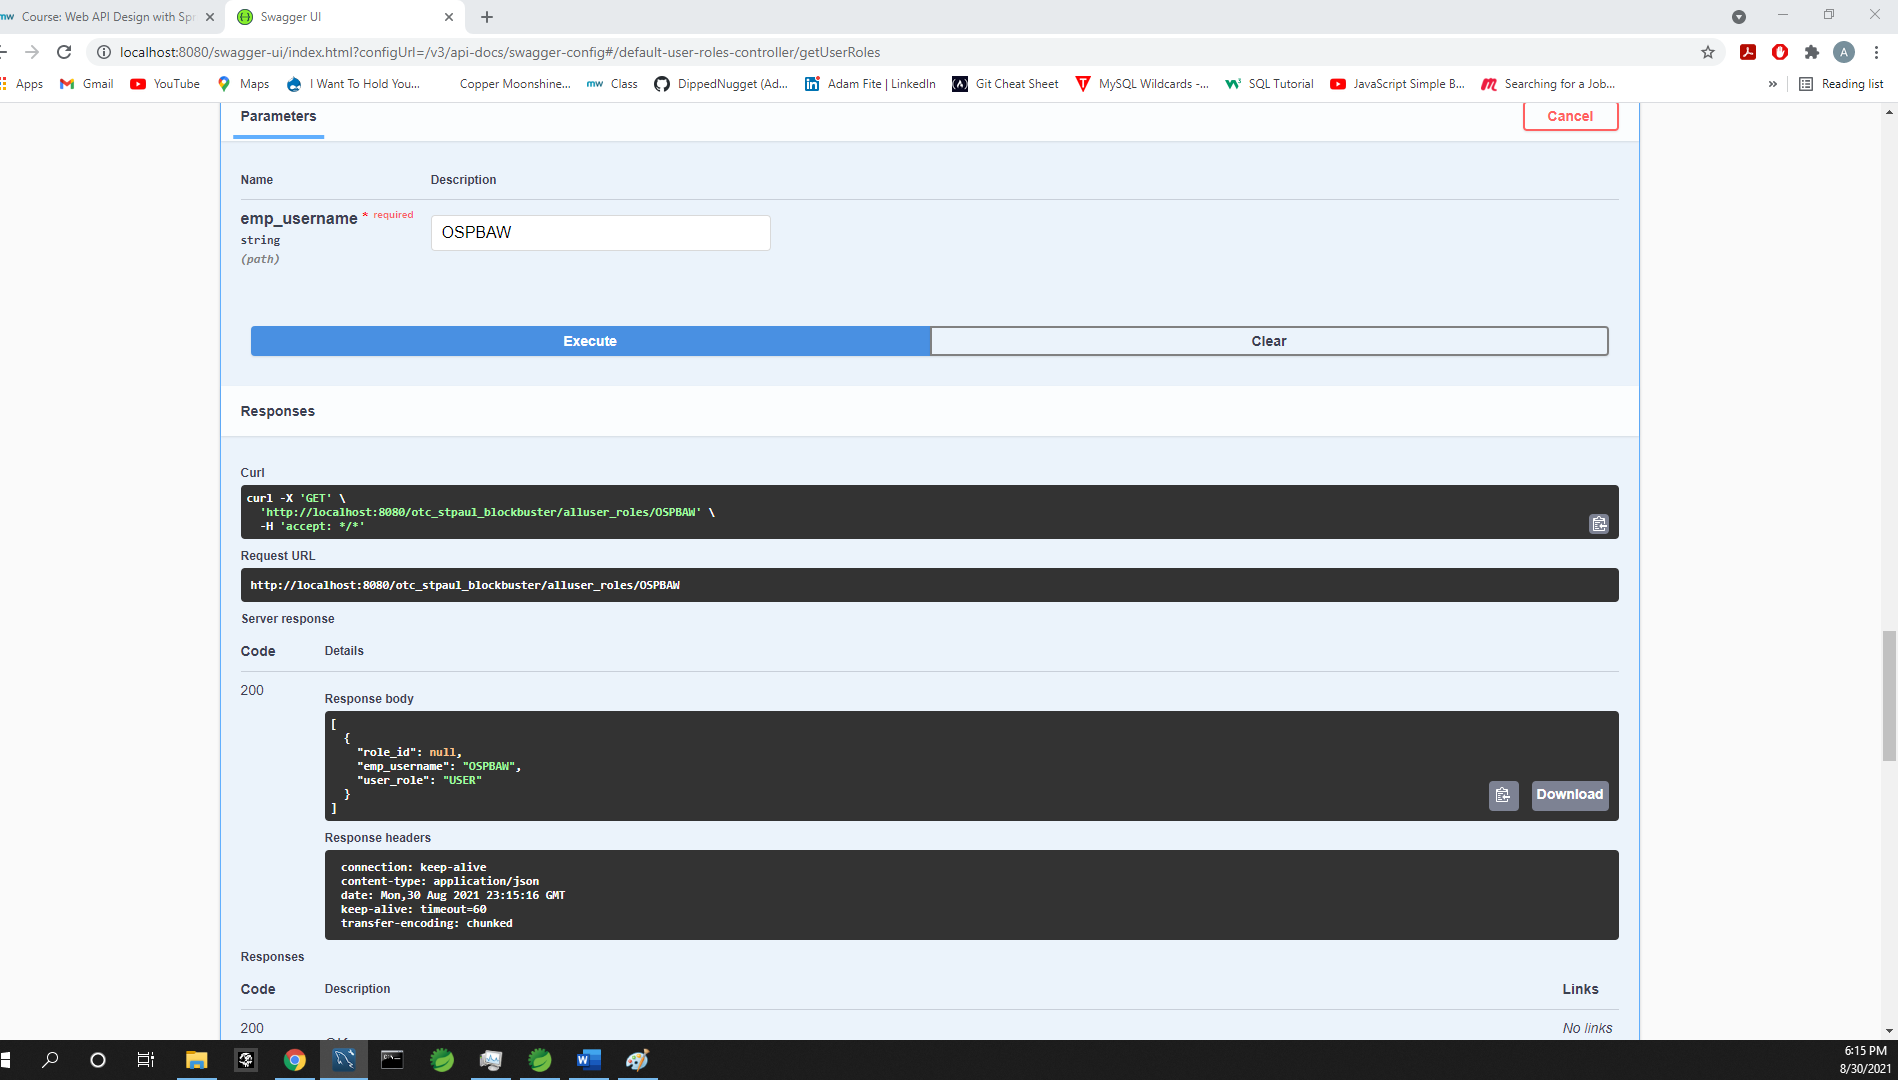 mw Course: Web API Design with Spr
Swagger UI
localhost:8080/swagger-ui/index.html?configUrl=/v3/api-docs/swagger-config#/default-user-roles-controller/getUserRoles
A
Apps Gmail YouTube Maps I Want To Hold You... Copper Moonshine... mw Class DippedNugget (Ad... Adam Fite | LinkedIn Git Cheat Sheet MySQL Wildcards -... SQL Tutorial JavaScript Simple B... Searching for a Job... » Reading list
Parameters
Cancel
Name Description
emp_username * required
string
(path)
OSPBAW
Execute Clear
Responses
Curl
curl -X 'GET' \
'http://localhost:8080/otc_stpaul_blockbuster/alluser_roles/OSPBAW' \
-H 'accept: */*'
Request URL
http://localhost:8080/otc_stpaul_blockbuster/alluser_roles/OSPBAW
Server response
Code Details
200
Response body
[
{
"role_id": null,
"emp_username": "OSPBAW",
"user_role": "USER"
}
]
Download
Response headers
connection: keep-alive
content-type: application/json
date: Mon,30 Aug 2021 23:15:16 GMT
keep-alive: timeout=60
transfer-encoding: chunked
Responses
Code Description Links
200 No links
6:15 PM
8/30/2021